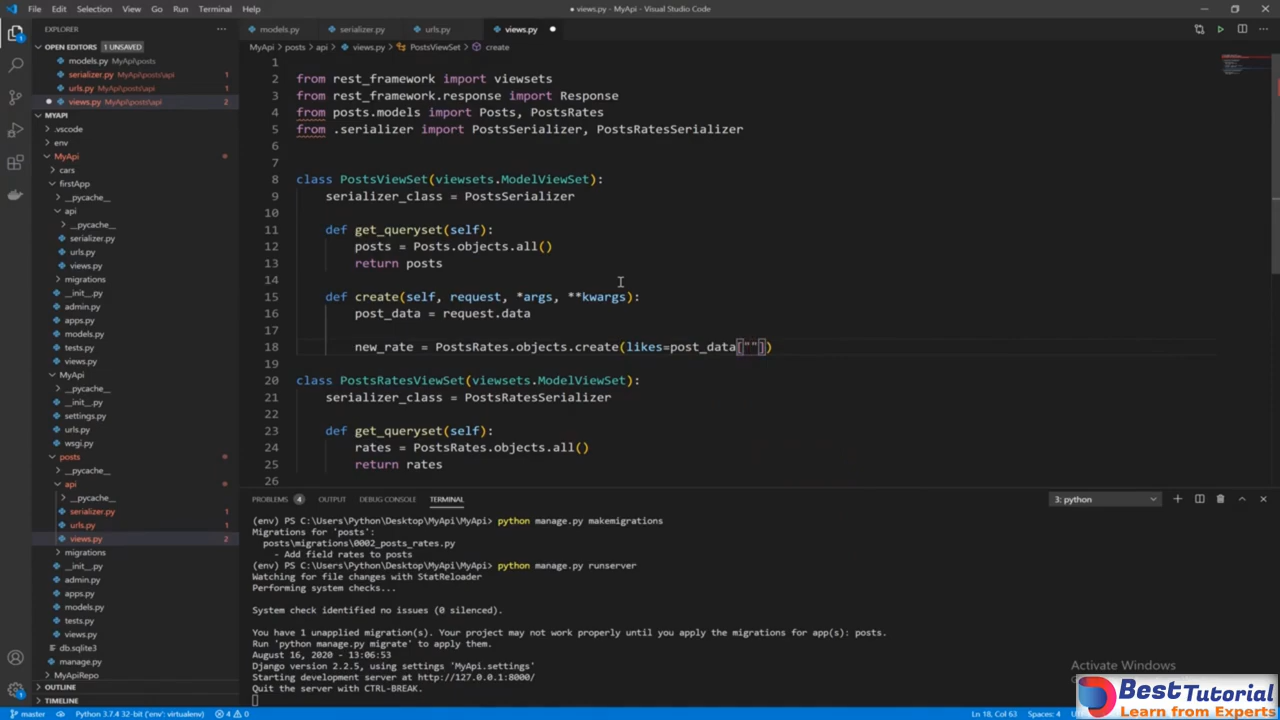 File Edit Selection View Go Run Terminal Help
● views.py - MyApi - Visual Studio Code
EXPLORER ···
OPEN EDITORS 1 UNSAVED
models.py MyApi\posts
serializer.py MyApi\posts\api 1
urls.py MyApi\posts\api 1
● views.py MyApi\posts\api 2
MYAPI
.vscode
env
MyApi
cars
firstApp
__pycache__
api
__pycache__
serializer.py
urls.py
views.py
migrations
__init__.py
admin.py
apps.py
models.py
tests.py
views.py
MyApi
__pycache__
__init__.py
settings.py
urls.py
wsgi.py
posts
__pycache__
api
__pycache__
serializer.py 1
urls.py 1
views.py 2
migrations
__init__.py
admin.py
apps.py
models.py
tests.py
views.py
db.sqlite3
manage.py
MyApiRepo
OUTLINE
TIMELINE
models.py serializer.py urls.py views.py ●
MyApi > posts > api > views.py > PostsViewSet > create
1
2 from rest_framework import viewsets
3 from rest_framework.response import Response
4 from posts.models import Posts, PostsRates
5 from .serializer import PostsSerializer, PostsRatesSerializer
6
7
8 class PostsViewSet(viewsets.ModelViewSet):
9 serializer_class = PostsSerializer
10
11 def get_queryset(self):
12 posts = Posts.objects.all()
13 return posts
14
15 def create(self, request, *args, **kwargs):
16 post_data = request.data
17
18 new_rate = PostsRates.objects.create(likes=post_data[""])
19
20 class PostsRatesViewSet(viewsets.ModelViewSet):
21 serializer_class = PostsRatesSerializer
22
23 def get_queryset(self):
24 rates = PostsRates.objects.all()
25 return rates
26
PROBLEMS 4 OUTPUT DEBUG CONSOLE TERMINAL 3: python
(env) PS C:\Users\Python\Desktop\MyApi\MyApi> python manage.py makemigrations
Migrations for 'posts':
posts\migrations\0002_posts_rates.py
- Add field rates to posts
(env) PS C:\Users\Python\Desktop\MyApi\MyApi> python manage.py runserver
Watching for file changes with StatReloader
Performing system checks...
System check identified no issues (0 silenced).
You have 1 unapplied migration(s). Your project may not work properly until you apply the migrations for app(s): posts.
Run 'python manage.py migrate' to apply them.
August 16, 2020 - 13:06:53
Django version 2.2.5, using settings 'MyApi.settings'
Starting development server at http://127.0.0.1:8000/
Quit the server with CTRL-BREAK.
Activate Windows
BestTutorial
Learn from Experts
master Python 3.7.4 32-bit ('env': virtualenv) 4 0 Ln 18, Col 63 Spaces: 4